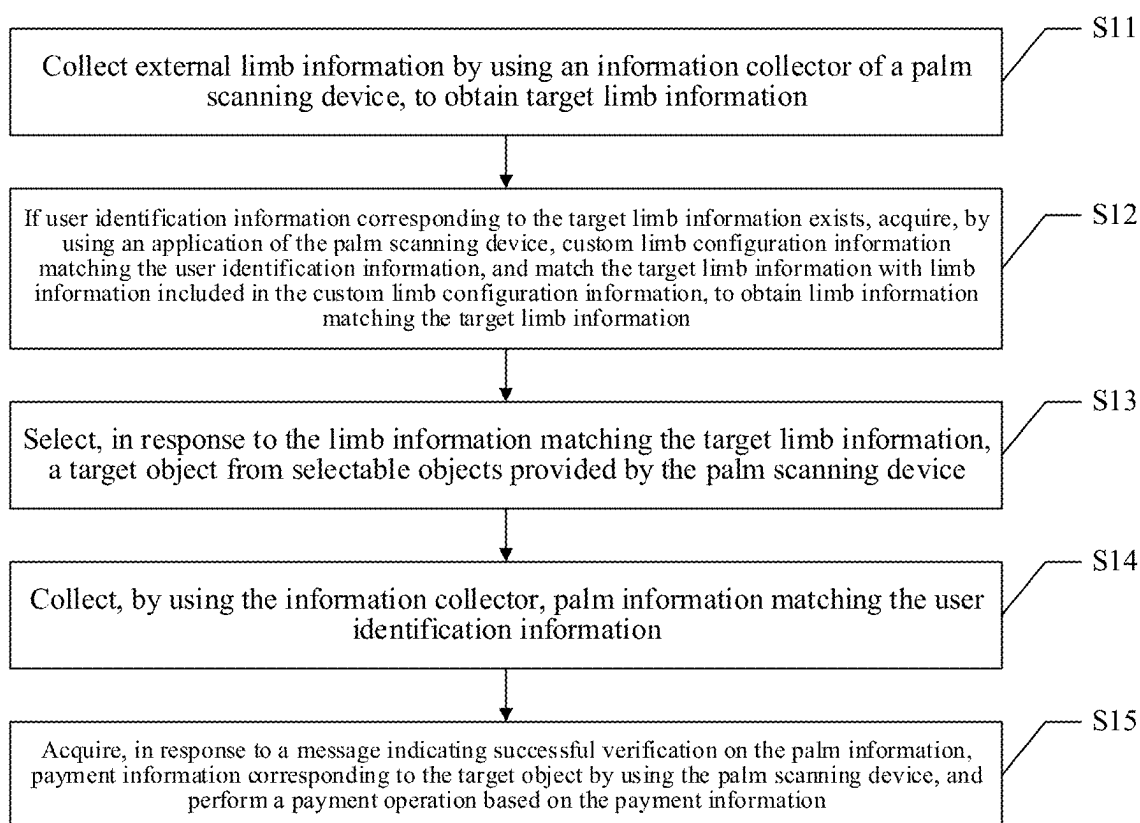 S11
Collect external limb information by using an information collector of a palm
scanning device, to obtain target limb information
S12
If user identification information corresponding to the target limb information exists, acquire, by
using an application of the palm scanning device, custom limb configuration information
matching the user identification information, and match the target limb information with limb
information included in the custom limb configuration information, to obtain limb information
matching the target limb information
S13
Select, in response to the limb information matching the target limb information,
a target object from selectable objects provided by the palm scanning device
S14
Collect, by using the information collector, palm information matching the user
identification information
S15
Acquire, in response to a message indicating successful verification on the palm information,
payment information corresponding to the target object by using the palm scanning device, and
perform a payment operation based on the payment information